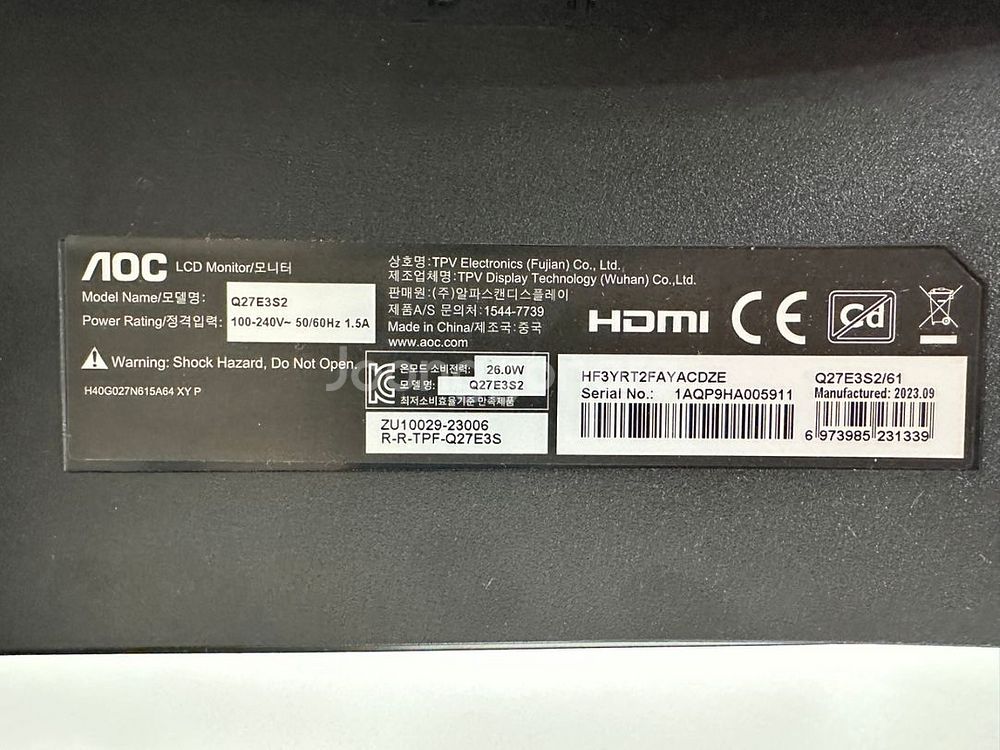 AOC LCD Monitor/모니터
Model Name/모델명: Q27E3S2
Power Rating/정격입력: 100-240V~ 50/60Hz 1.5A
Warning: Shock Hazard, Do Not Open.
H40G027N615A64 XY P
상호명:TPV Electronics (Fujian) Co., Ltd.
제조업체명:TPV Display Technology (Wuhan) Co.,Ltd.
판매원:(주)알파스캔디스플레이
제품A/S 문의처:1544-7739
Made in China/제조국:중국
www.aoc.com
온모드 소비전력: 26.0W
모 델 명: Q27E3S2
최저소비효율기준 만족제품
ZU10029-23006
R-R-TPF-Q27E3S
HDMI CE Cd
HF3YRT2FAYACDZE
Serial No.: 1AQP9HA005911
Q27E3S2/61
Manufactured: 2023.09
6 973985 231339